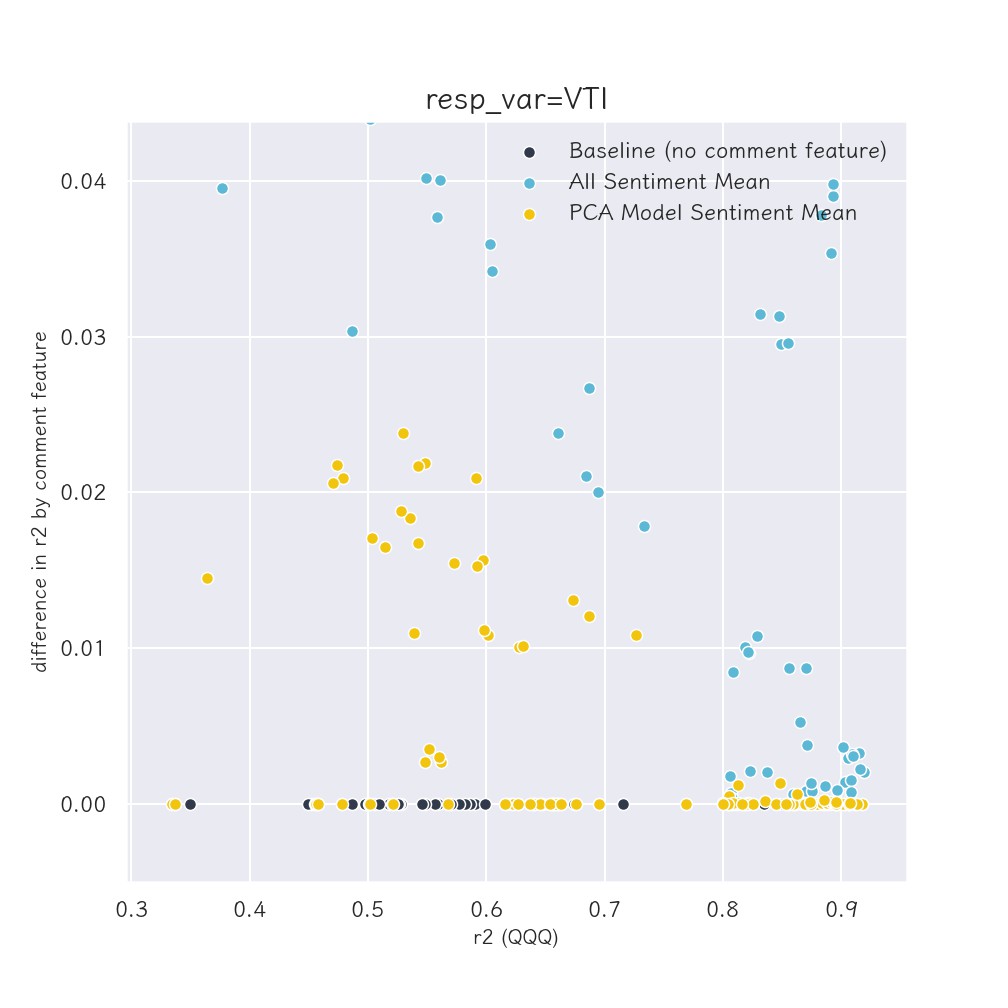 resp_var=VTI
Baseline (no comment feature)
All Sentiment Mean
PCA Model Sentiment Mean
difference in r2 by comment feature
0.04
0.03
0.02
0.01
0.00
0.3 0.4 0.5 0.6 0.7 0.8 0.9
r2 (QQQ)